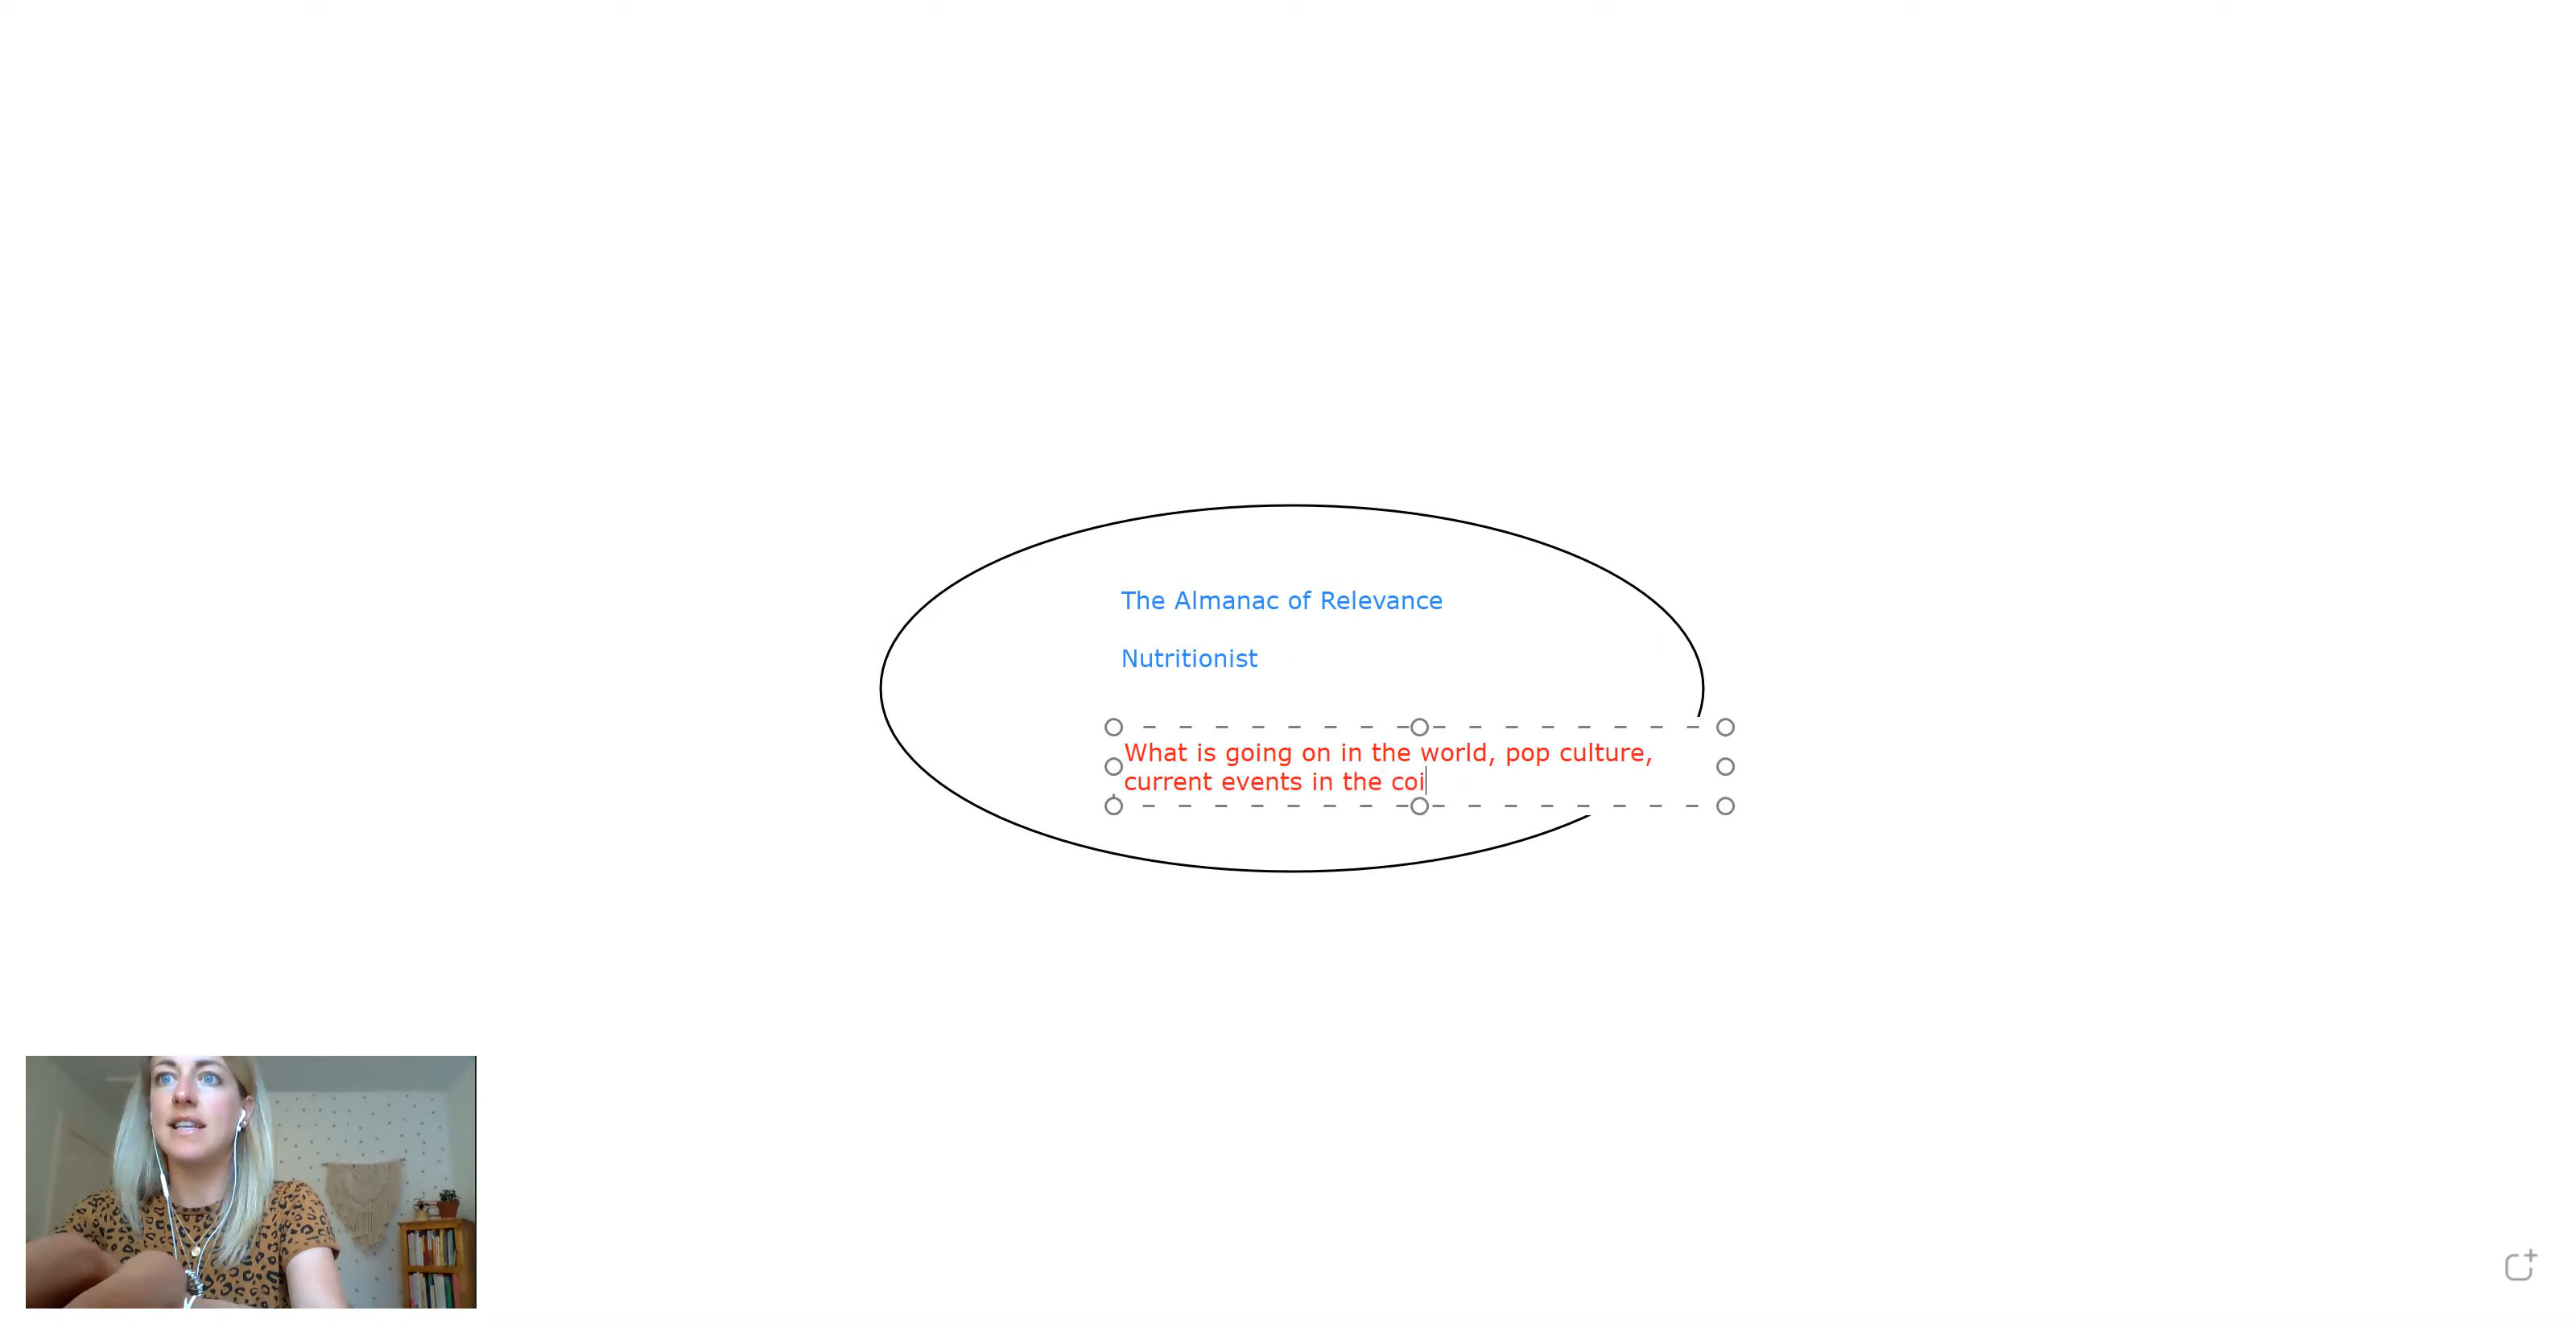 The Almanac of Relevance
Nutritionist
What is going on in the world, pop culture,
current events in the coi